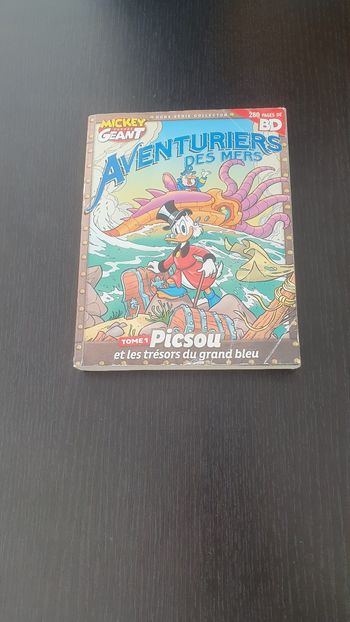 HORS-SÉRIE COLLECTOR
280 PAGES DE
BD
MICKEY
GEANT
AVENTURIERS
DES MERS
TOME 1 Picsou
et les trésors du grand bleu